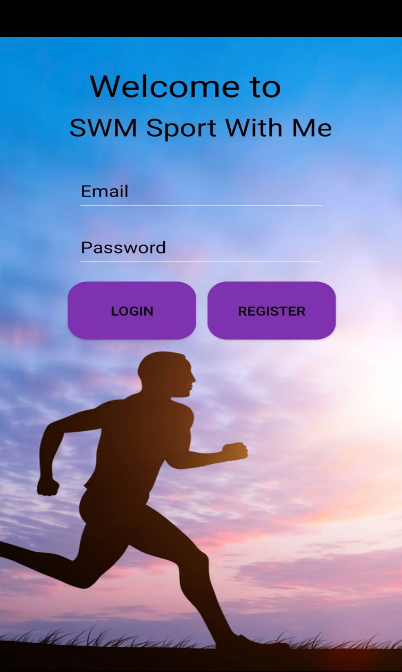 Welcome to
SWM Sport With Me
Email
Password
LOGIN
REGISTER